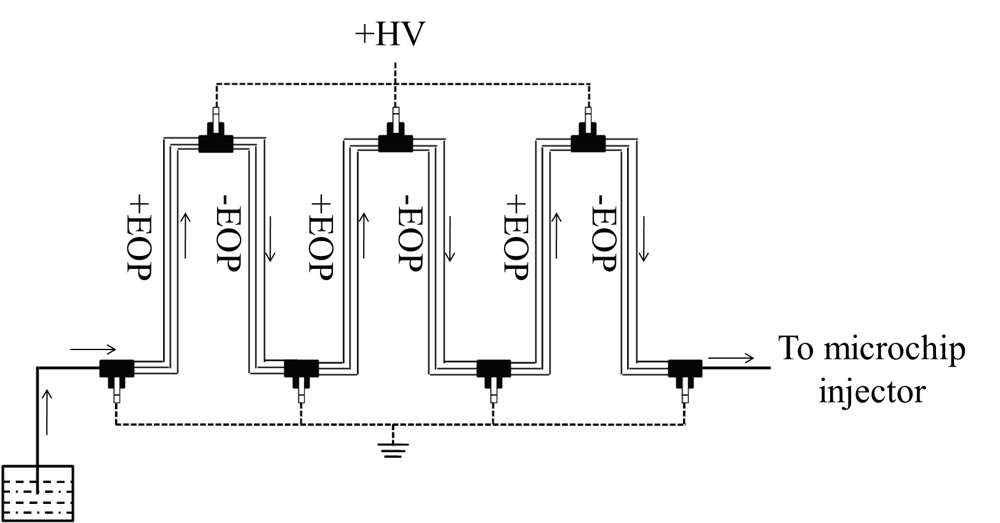 +HV
+EOP
-EOP
+EOP
-EOP
+EOP
-EOP
To microchip
injector